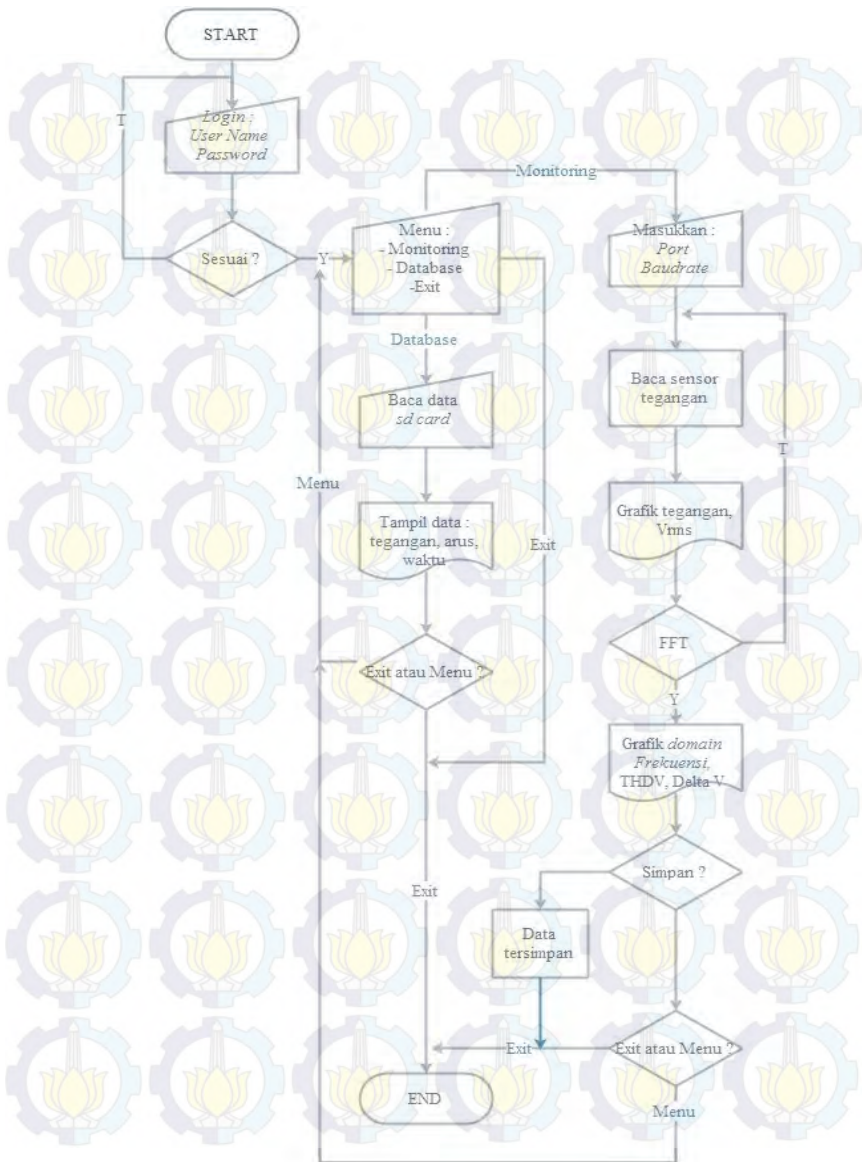 START
T
Login :
User Name
Password
Sesuai ?
Y
Menu :
- Monitoring
- Database
-Exit
Monitoring
Masukkan :
Port
Baudrate
Database
Baca data
sd card
Baca sensor
tegangan
T
Menu
Tampil data :
tegangan, arus,
waktu
Exit
Grafik tegangan,
Vrms
FFT
Exit atau Menu ?
Y
Grafik domain
Frekuensi,
THDV, Delta V
Simpan ?
Exit
Data
tersimpan
Exit
Exit atau Menu ?
END
Menu